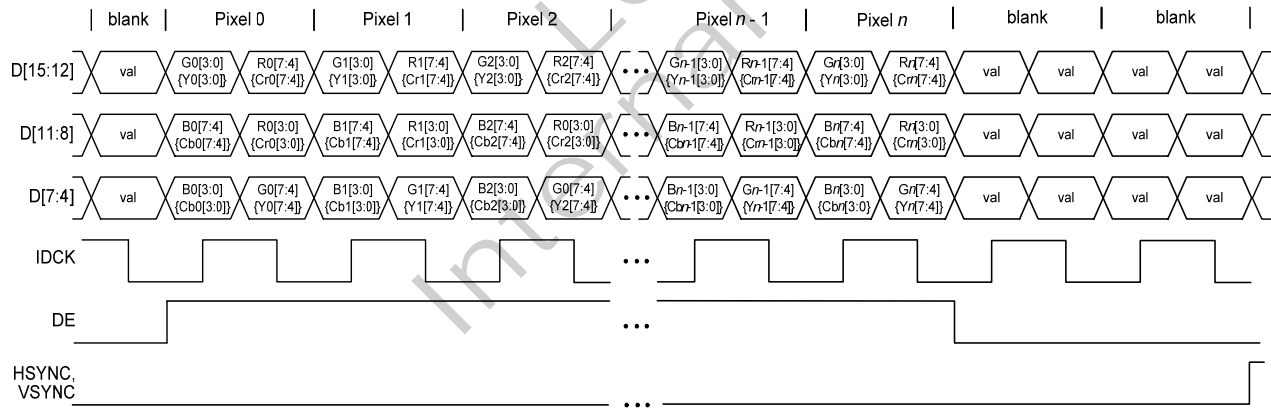 blank Pixel 0 Pixel 1 Pixel 2 Pixel n - 1 Pixel n blank blank
D[15:12] val G0[3:0] {Y0[3:0]} R0[7:4] {Cr0[7:4]} G1[3:0] {Y1[3:0]} R1[7:4] {Cr1[7:4]} G2[3:0] {Y2[3:0]} R2[7:4] {Cr2[7:4]} ••• Gn-1[3:0] {Yn-1[3:0]} Rn-1[7:4] {Crn-1[7:4]} Gn[3:0] {Yn[3:0]} Rn[7:4] {Crn[7:4]} val val val val
D[11:8] val B0[7:4] {Cb0[7:4]} R0[3:0] {Cr0[3:0]} B1[7:4] {Cb1[7:4]} R1[3:0] {Cr1[3:0]} B2[7:4] {Cb2[7:4]} R0[3:0] {Cr2[3:0]} ••• Bn-1[7:4] {Cbn-1[7:4]} Rn-1[3:0] {Crn-1[3:0]} Bn[7:4] {Cbn[7:4]} Rn[3:0] {Crn[3:0]} val val val val
D[7:4] val B0[3:0] {Cb0[3:0]} G0[7:4] {Y0[7:4]} B1[3:0] {Cb1[3:0]} G1[7:4] {Y1[7:4]} B2[3:0] {Cb2[3:0]} G0[7:4] {Y2[7:4]} ••• Bn-1[3:0] {Cbn-1[3:0]} Gn-1[7:4] {Yn-1[7:4]} Bn[3:0] {Cbn[3:0} Gn[7:4] {Yn[7:4]} val val val val
IDCK •••
DE •••
HSYNC,
VSYNC •••
Internal